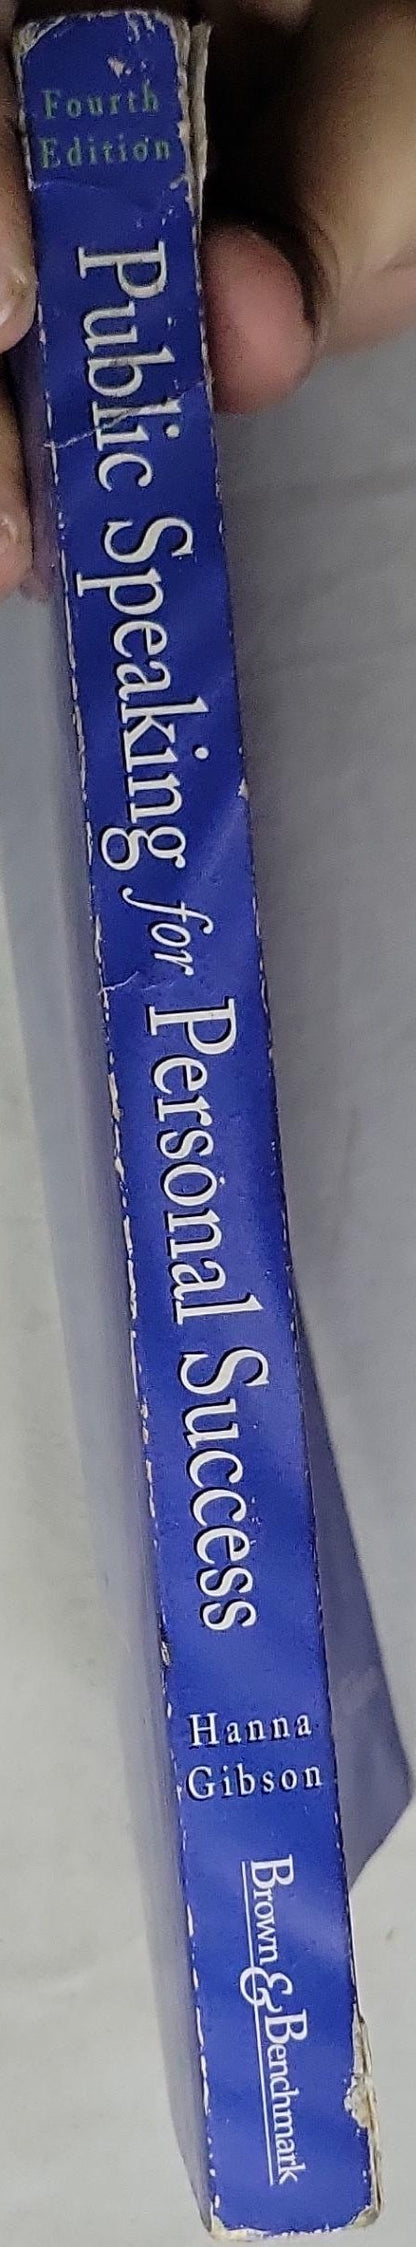 Fourth
Edition
Public Speaking for Personal Success
Hanna
Gibson
Brown & Benchmark